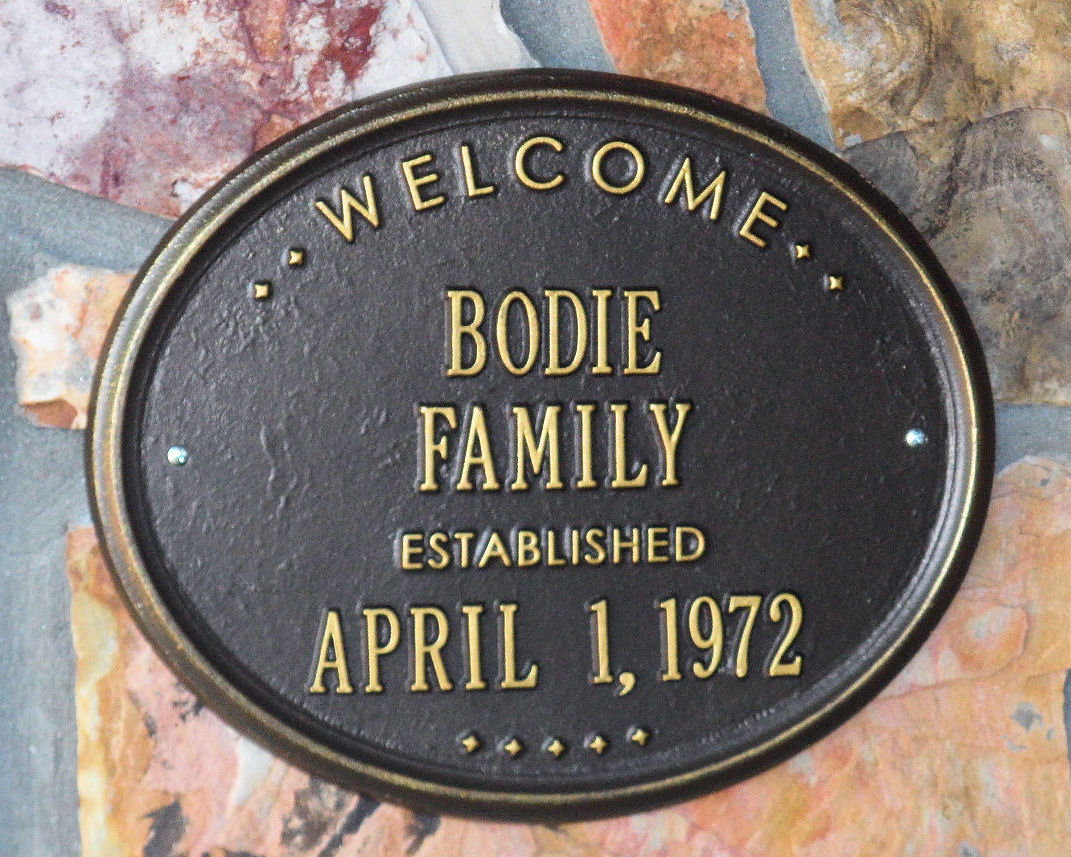 WELCOME
BODIE
FAMILY
ESTABLISHED
APRIL 1, 1972